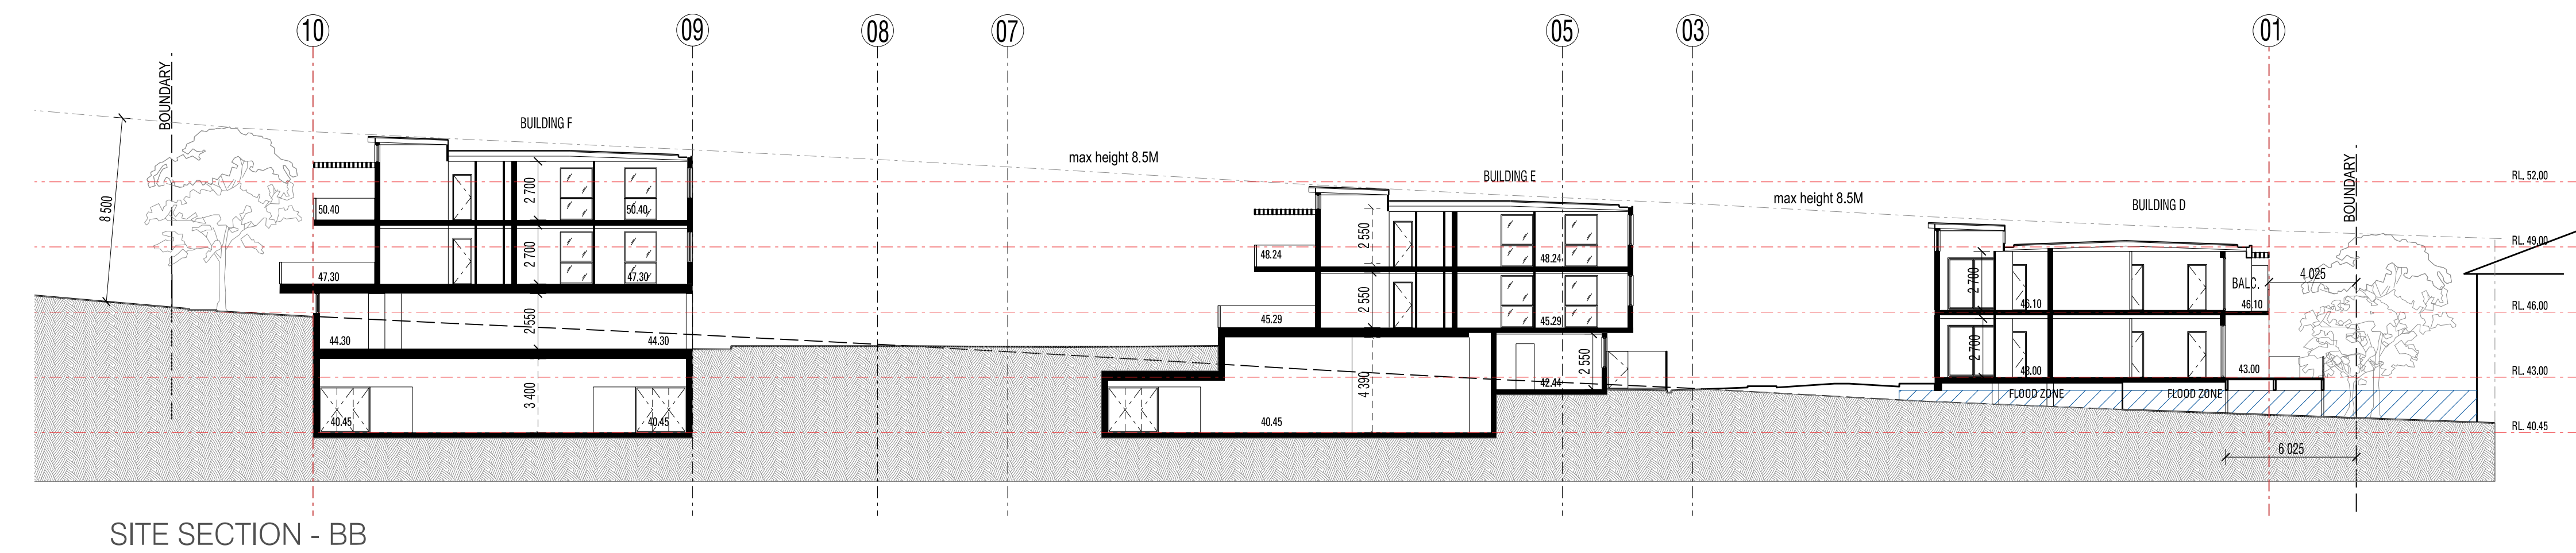 10
09
08
07
05
03
01
BOUNDARY
BUILDING F
max height 8.5M
BUILDING E
max height 8.5M
BUILDING D
BOUNDARY
RL. 52.00
8 500
2 700
50.40
50.40
2 700
47.30
47.30
2 550
44.30
44.30
3 400
40.45
40.45
2 550
48.24
48.24
2 550
45.29
45.29
2 550
42.44
4 390
40.45
RL. 49.00
4 025
BALC.
2 700
46.10
46.10
RL. 46.00
2 700
43.00
43.00
RL. 43.00
FLOOD ZONE
FLOOD ZONE
RL. 40.45
6 025
SITE SECTION - BB